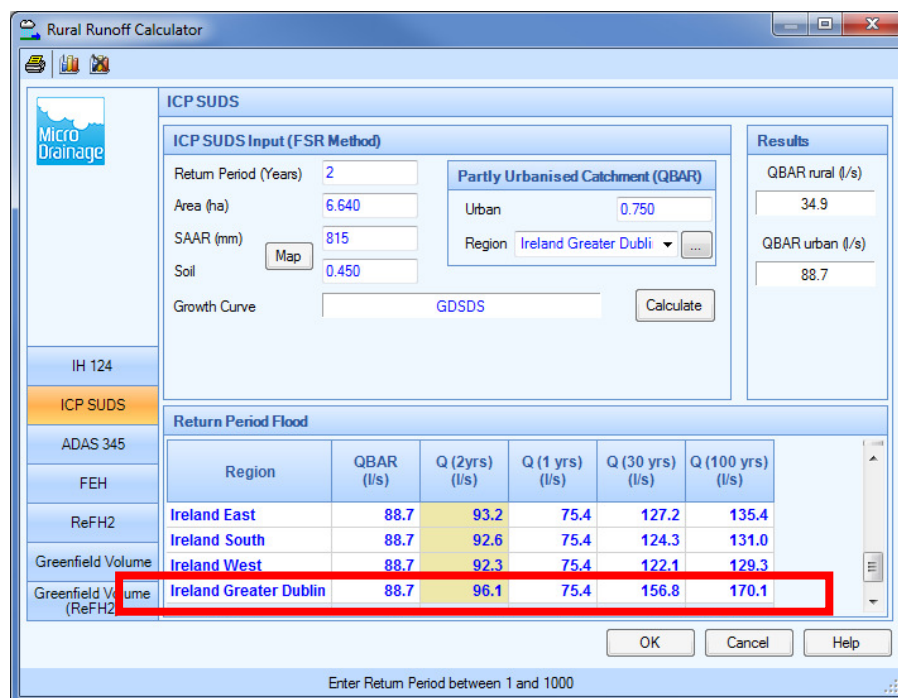 Rural Runoff Calculator
Micro
Drainage
ICP SUDS
ICP SUDS Input (FSR Method)
Return Period (Years) 2
Area (ha) 6.640
SAAR (mm) 815
Map
Soil 0.450
Growth Curve GDSDS
Partly Urbanised Catchment (QBAR)
Urban 0.750
Region Ireland Greater Dubli ...
Calculate
Results
QBAR rural (l/s)
34.9
QBAR urban (l/s)
88.7
IH 124
ICP SUDS
ADAS 345
FEH
ReFH2
Greenfield Volume
Greenfield Volume
(ReFH2
Return Period Flood
Region QBAR (l/s) Q (2yrs) (l/s) Q (1 yrs) (l/s) Q (30 yrs) (l/s) Q (100 yrs) (l/s)
Ireland East 88.7 93.2 75.4 127.2 135.4
Ireland South 88.7 92.6 75.4 124.3 131.0
Ireland West 88.7 92.3 75.4 122.1 129.3
Ireland Greater Dublin 88.7 96.1 75.4 156.8 170.1
OK Cancel Help
Enter Return Period between 1 and 1000